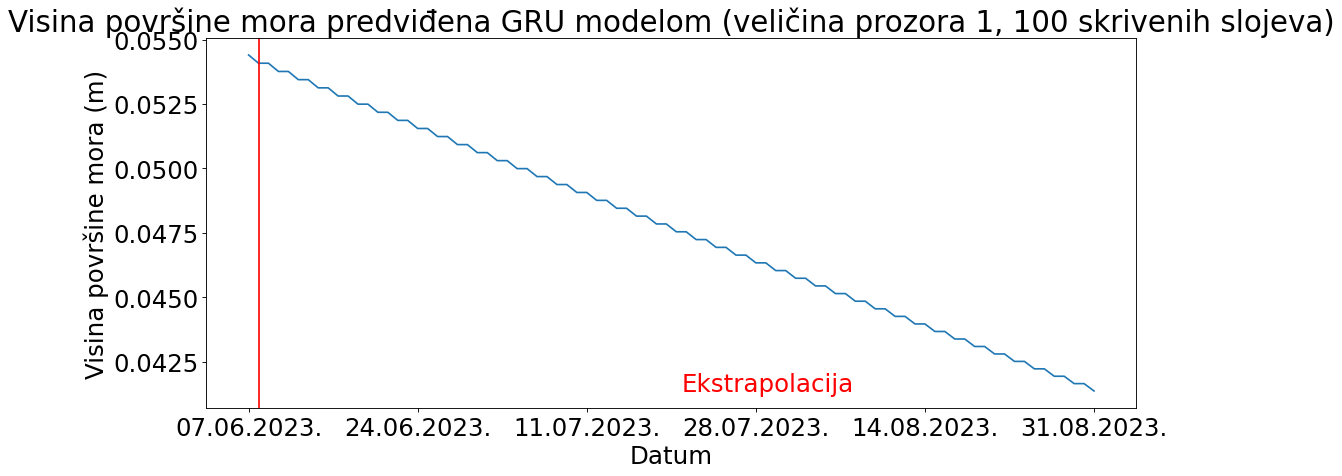 Visina površine mora predviđena GRU modelom (veličina prozora 1, 100 skrivenih slojeva)
Visina površine mora (m)
0.0550
0.0525
0.0500
0.0475
0.0450
0.0425
Ekstrapolacija
07.06.2023. 24.06.2023. 11.07.2023. 28.07.2023. 14.08.2023. 31.08.2023.
Datum